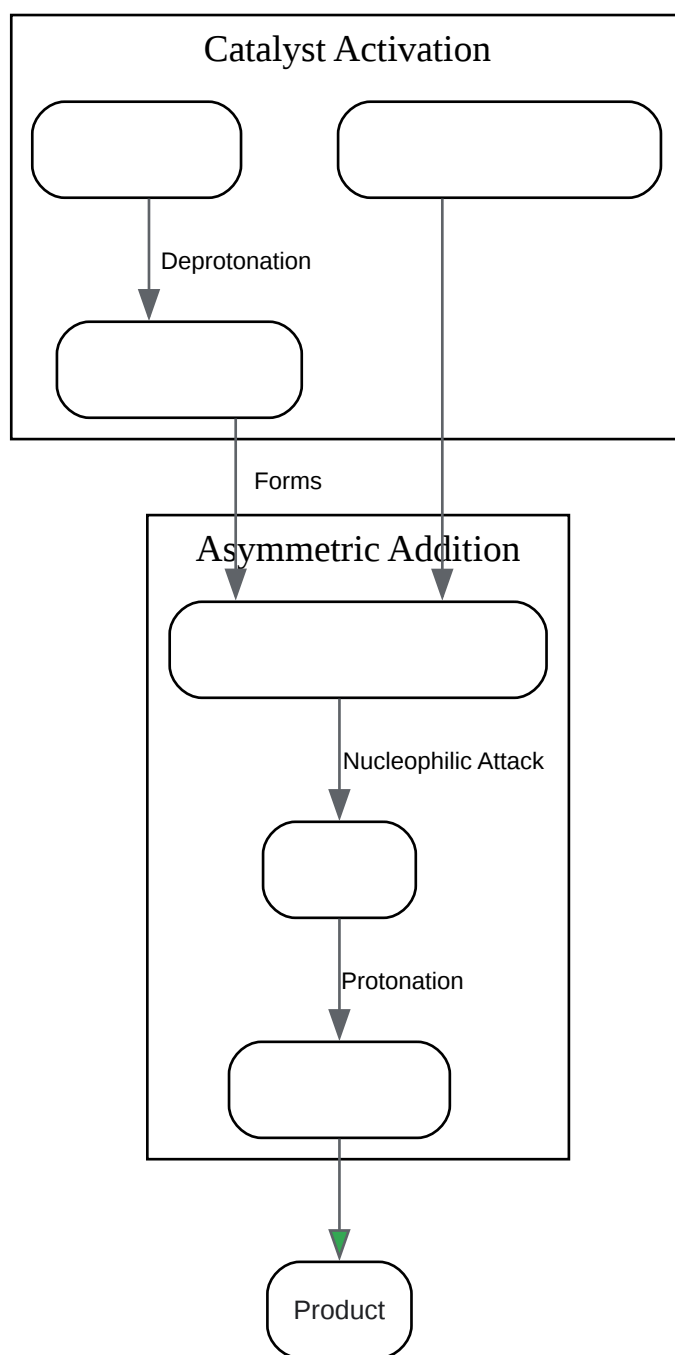 Catalyst Activation
Deprotonation
Forms
Asymmetric Addition
Nucleophilic Attack
Protonation
Product